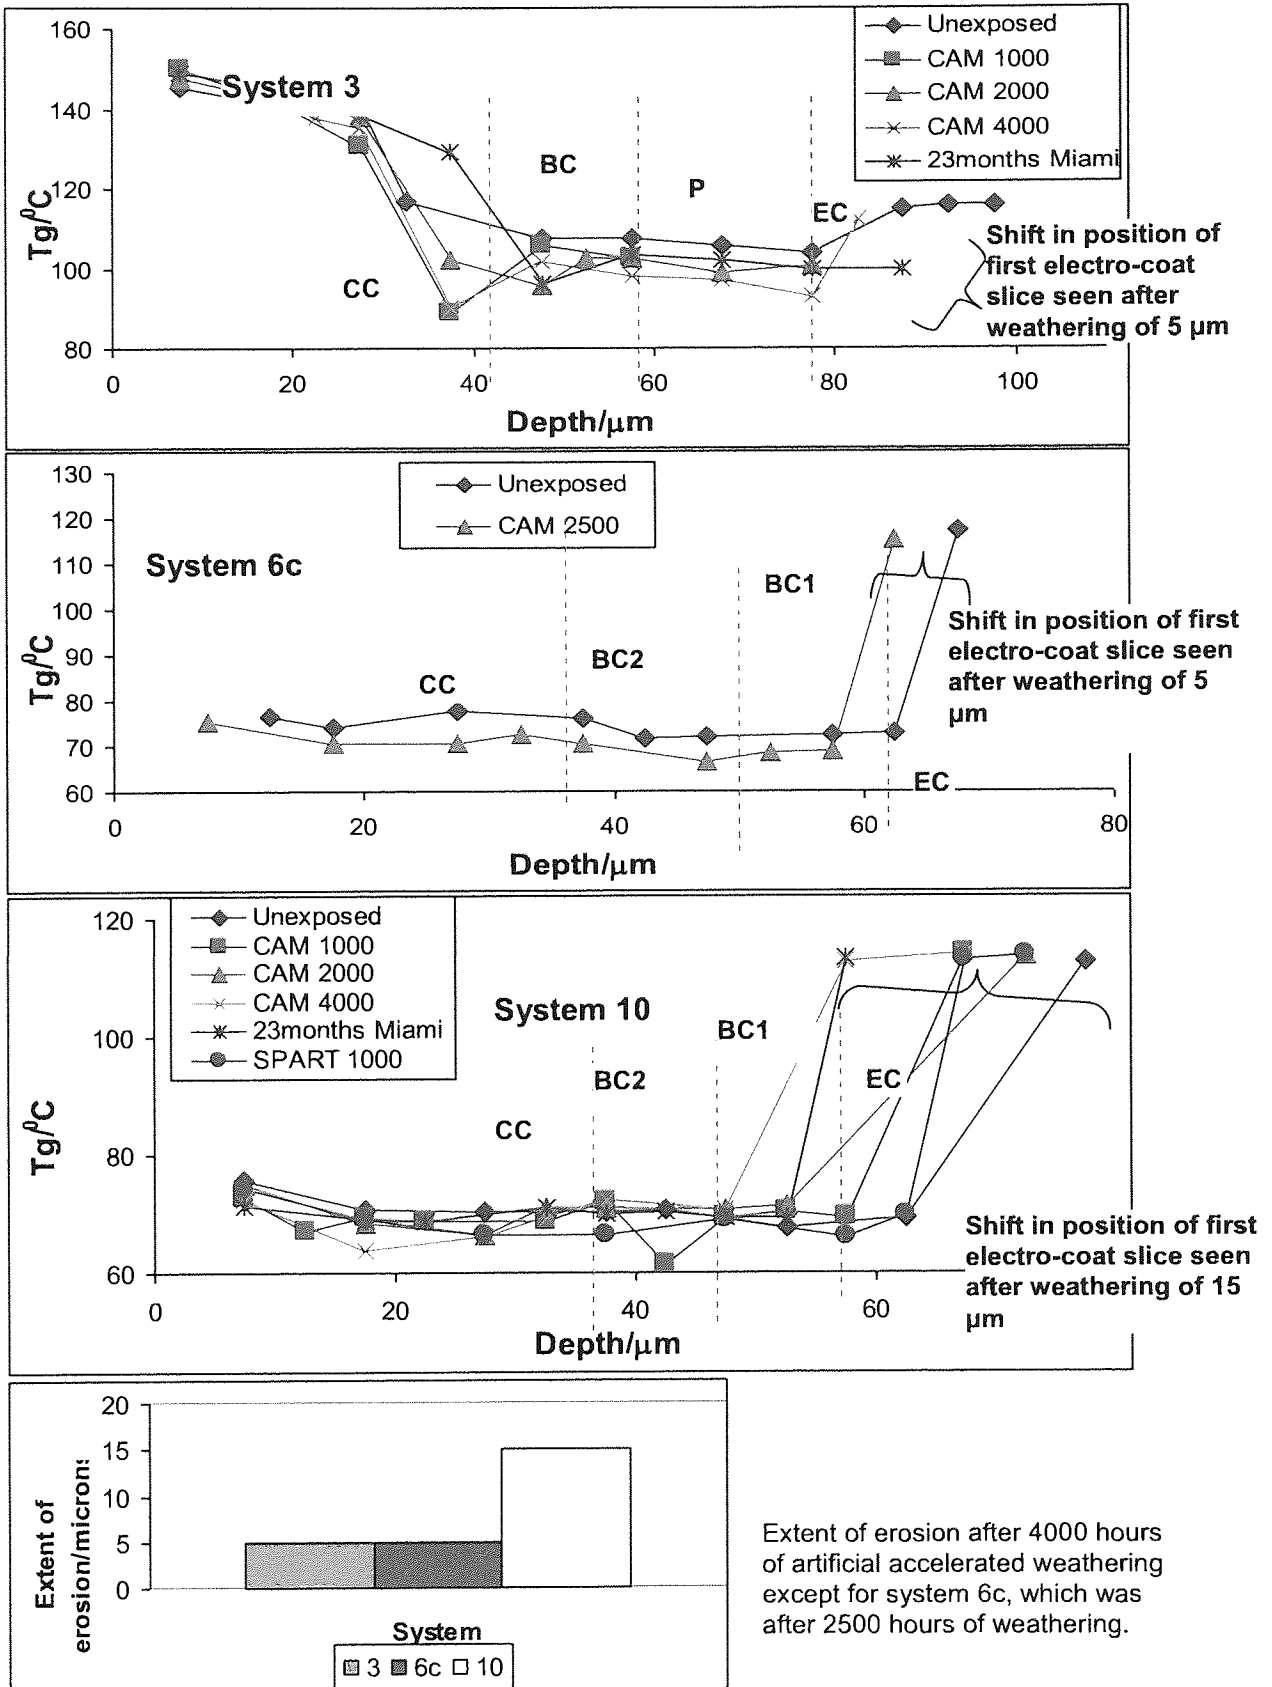 160
140
120
100
80
Tg/⁰C
System 3
CC
BC
P
EC
Unexposed
CAM 1000
CAM 2000
CAM 4000
23months Miami
Shift in position of
first electro-coat
slice seen after
weathering of 5 µm
0 20 40 60 80 100
Depth/µm
130
120
110
100
90
80
70
60
Tg/⁰C
Unexposed
CAM 2500
System 6c
CC
BC2
BC1
EC
Shift in position of first
electro-coat slice seen
after weathering of 5
µm
0 20 40 60 80
Depth/µm
120
100
80
60
Tg/⁰C
Unexposed
CAM 1000
CAM 2000
CAM 4000
23months Miami
SPART 1000
System 10
CC
BC2
BC1
EC
Shift in position of first
electro-coat slice seen
after weathering of 15
µm
0 20 40 60
Depth/µm
20
15
10
5
0
Extent of
erosion/microns
System
3 6c 10
Extent of erosion after 4000 hours
of artificial accelerated weathering
except for system 6c, which was
after 2500 hours of weathering.